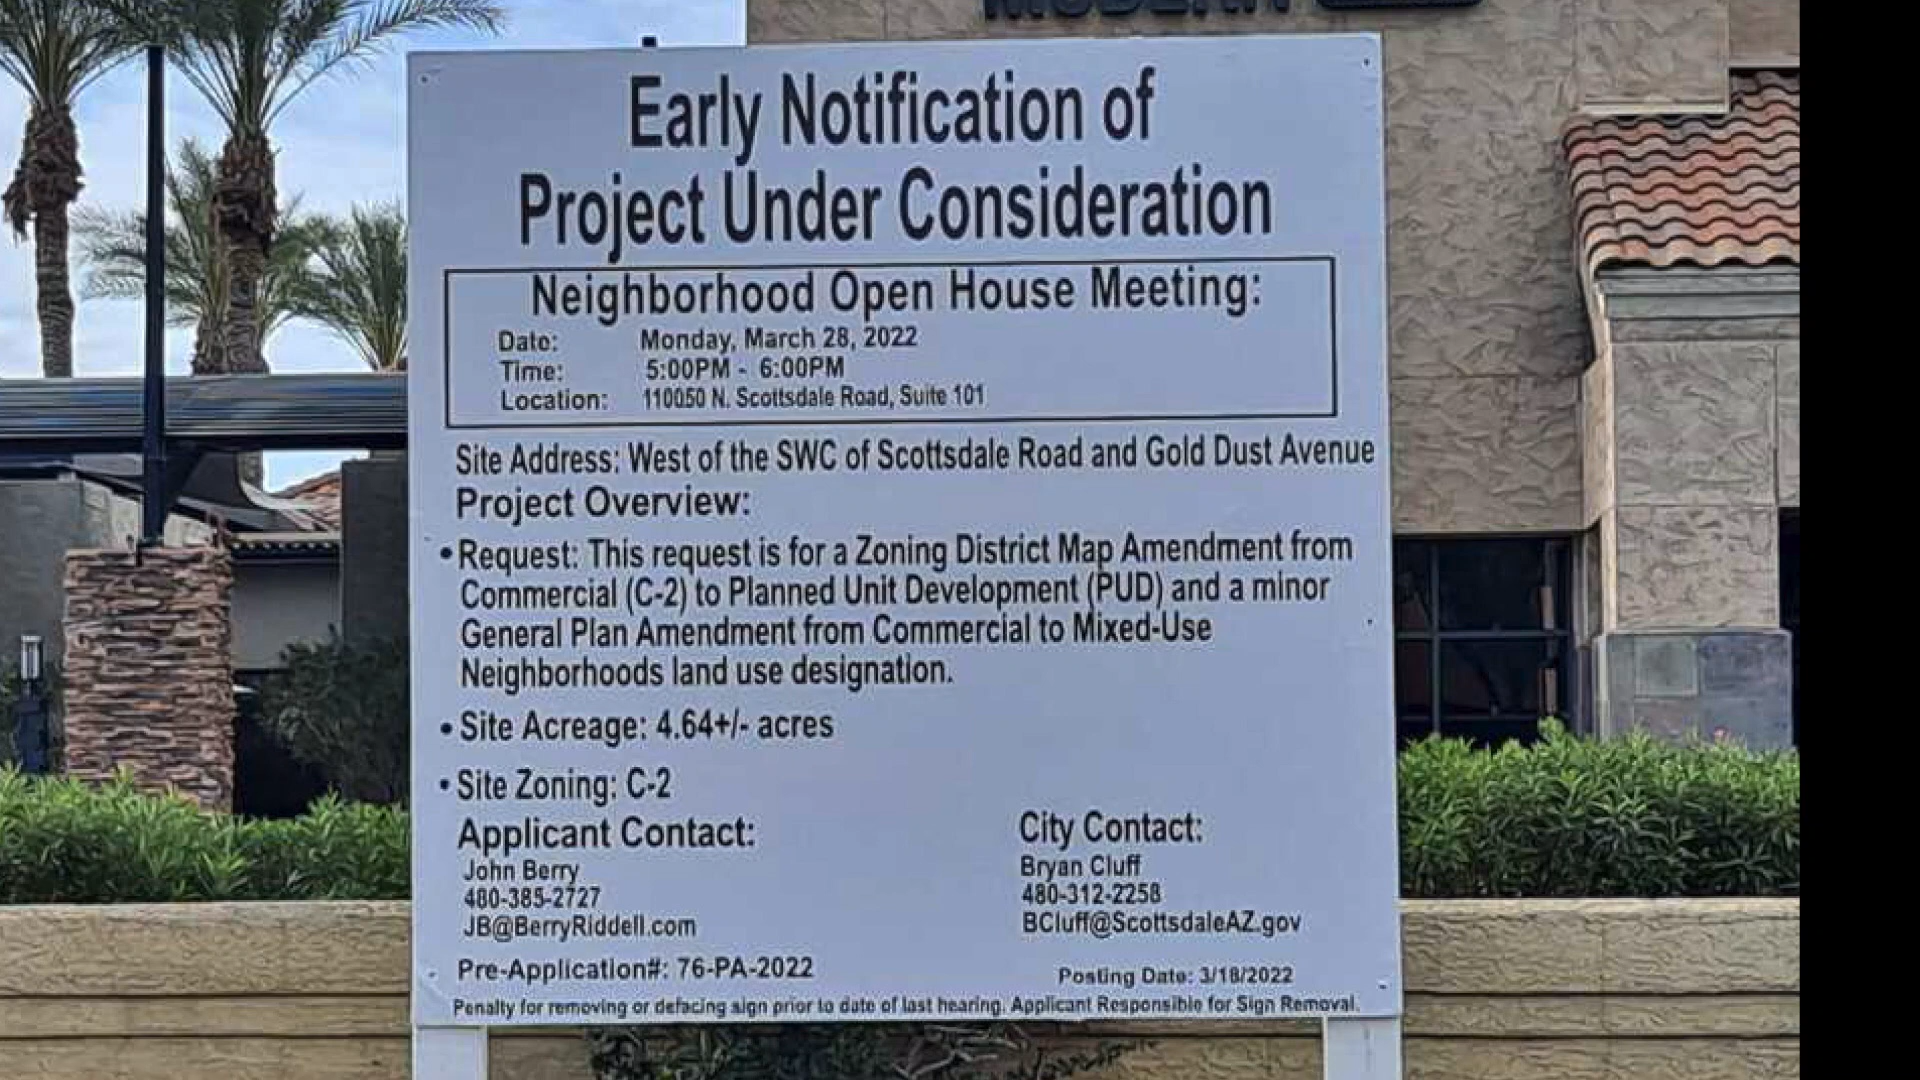 Early Notification of
Project Under Consideration
Neighborhood Open House Meeting:
Date: Monday, March 28, 2022
Time: 5:00PM - 6:00PM
Location: 110050 N. Scottsdale Road, Suite 101
Site Address: West of the SWC of Scottsdale Road and Gold Dust Avenue
Project Overview:
• Request: This request is for a Zoning District Map Amendment from
Commercial (C-2) to Planned Unit Development (PUD) and a minor
General Plan Amendment from Commercial to Mixed-Use
Neighborhoods land use designation.
• Site Acreage: 4.64+/- acres
• Site Zoning: C-2
Applicant Contact:
John Berry
480-385-2727
JB@BerryRiddell.com
City Contact:
Bryan Cluff
480-312-2258
BCluff@ScottsdaleAZ.gov
Pre-Application#: 76-PA-2022
Posting Date: 3/18/2022
Penalty for removing or defacing sign prior to date of last hearing. Applicant Responsible for Sign Removal.